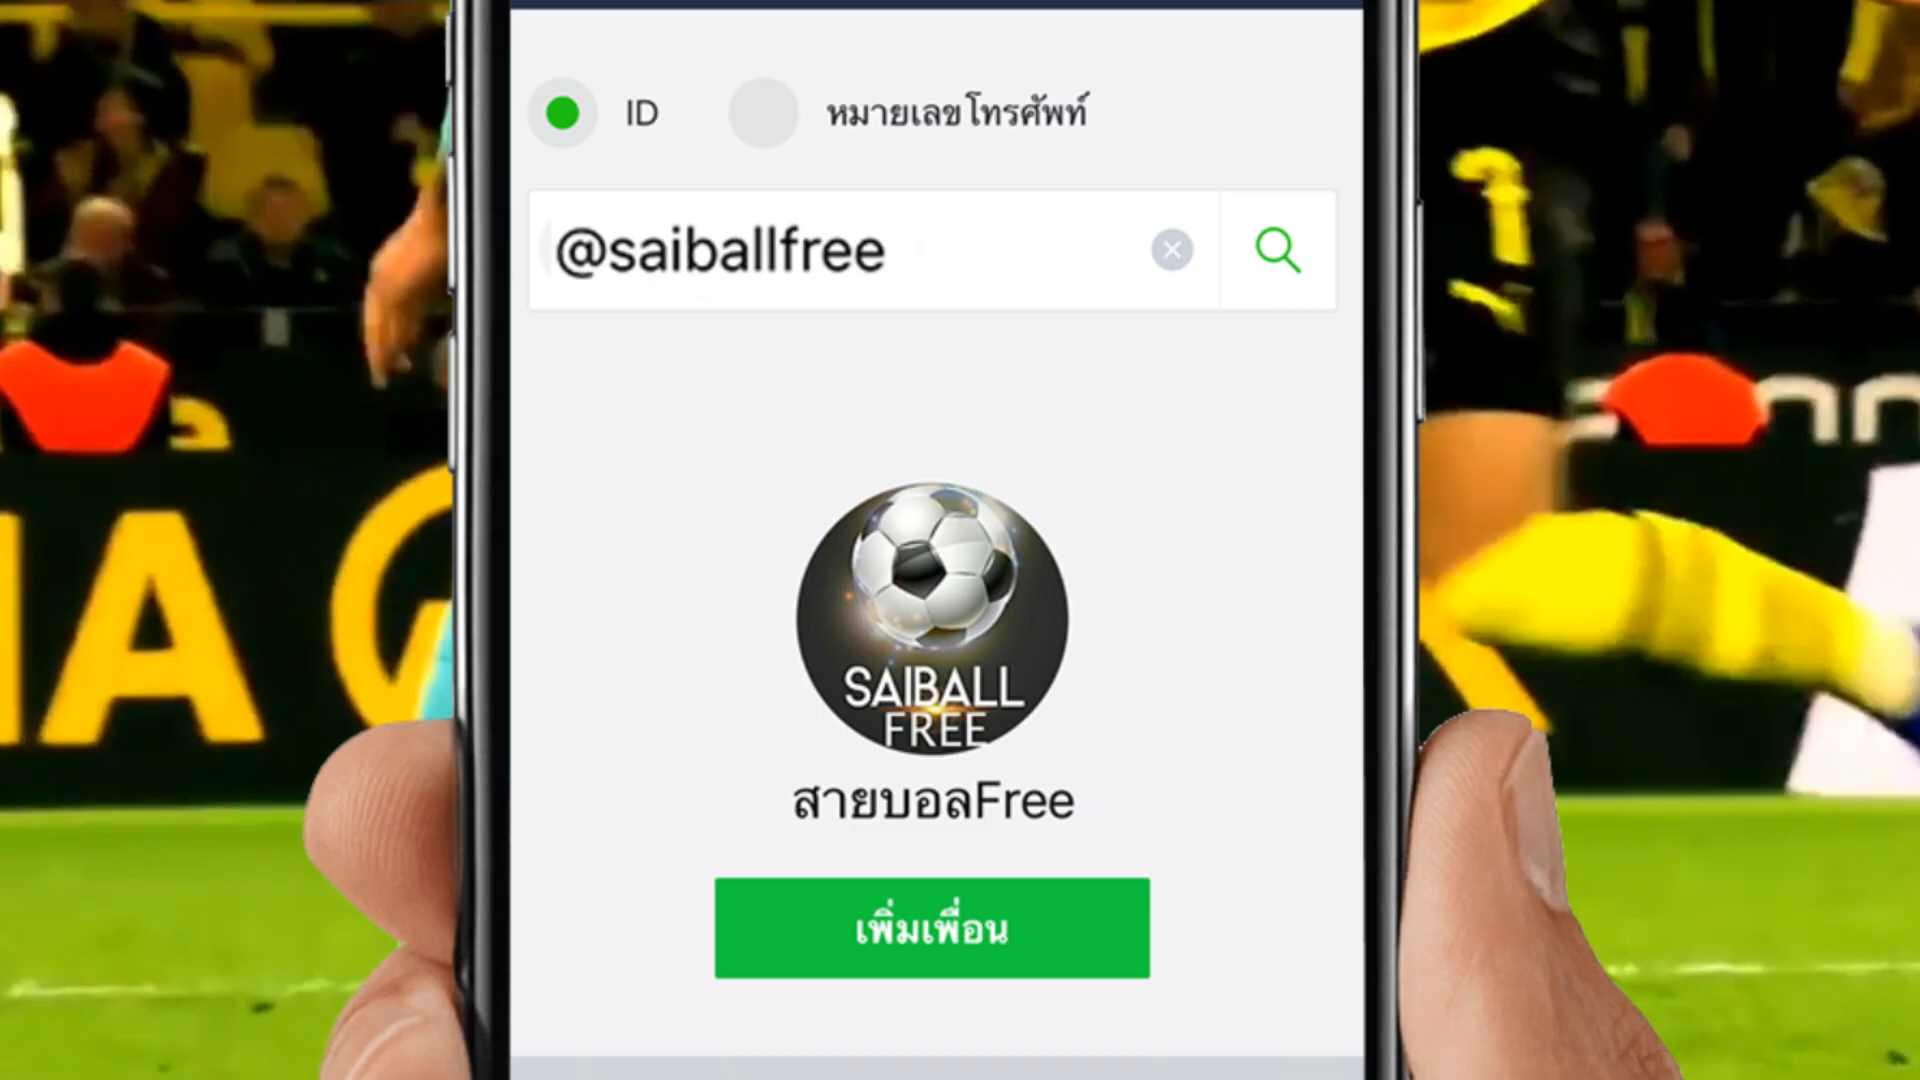 ID
หมายเลขโทรศัพท์
@saiballfree
SAIBALL
FREE
สายบอลFree
เพิ่มเพื่อน